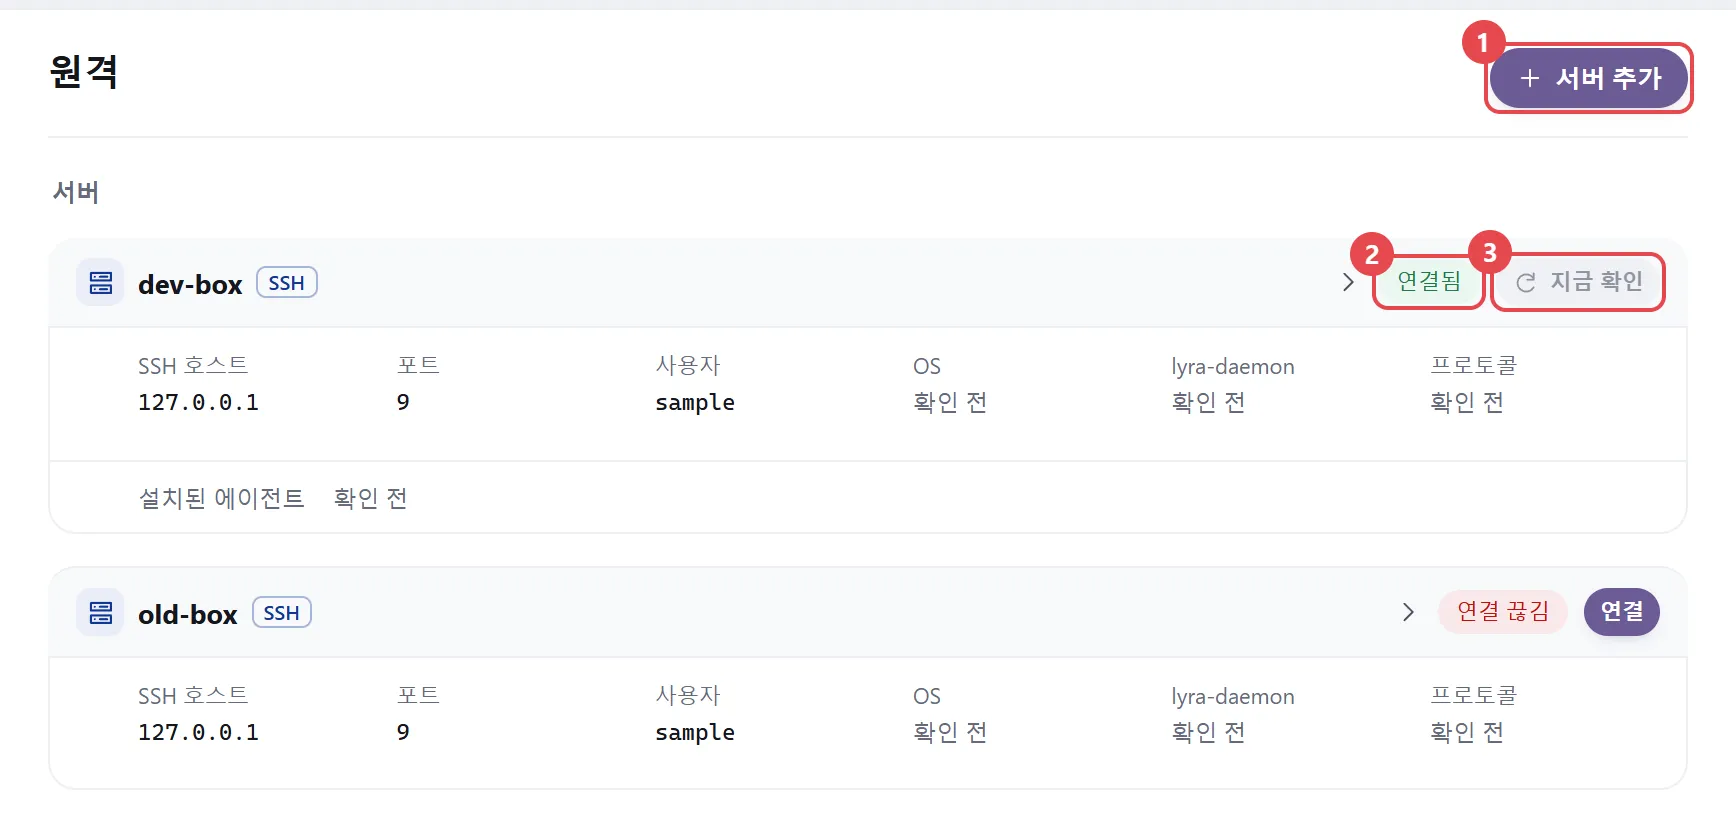 원격
1
+ 서버 추가
서버
dev-box SSH
2
연결됨
3
지금 확인
SSH 호스트 포트 사용자 OS lyra-daemon 프로토콜
127.0.0.1 9 sample 확인 전 확인 전 확인 전
설치된 에이전트 확인 전
old-box SSH 연결 끊김 연결
SSH 호스트 포트 사용자 OS lyra-daemon 프로토콜
127.0.0.1 9 sample 확인 전 확인 전 확인 전